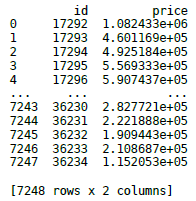 id price
0 17292 1.082433e+06
1 17293 4.601169e+05
2 17294 4.925184e+05
3 17295 5.569333e+05
4 17296 5.907437e+05
... ... ...
7243 36230 2.827721e+05
7244 36231 2.221888e+05
7245 36232 1.909443e+05
7246 36233 2.108687e+05
7247 36234 1.152053e+05
[7248 rows x 2 columns]